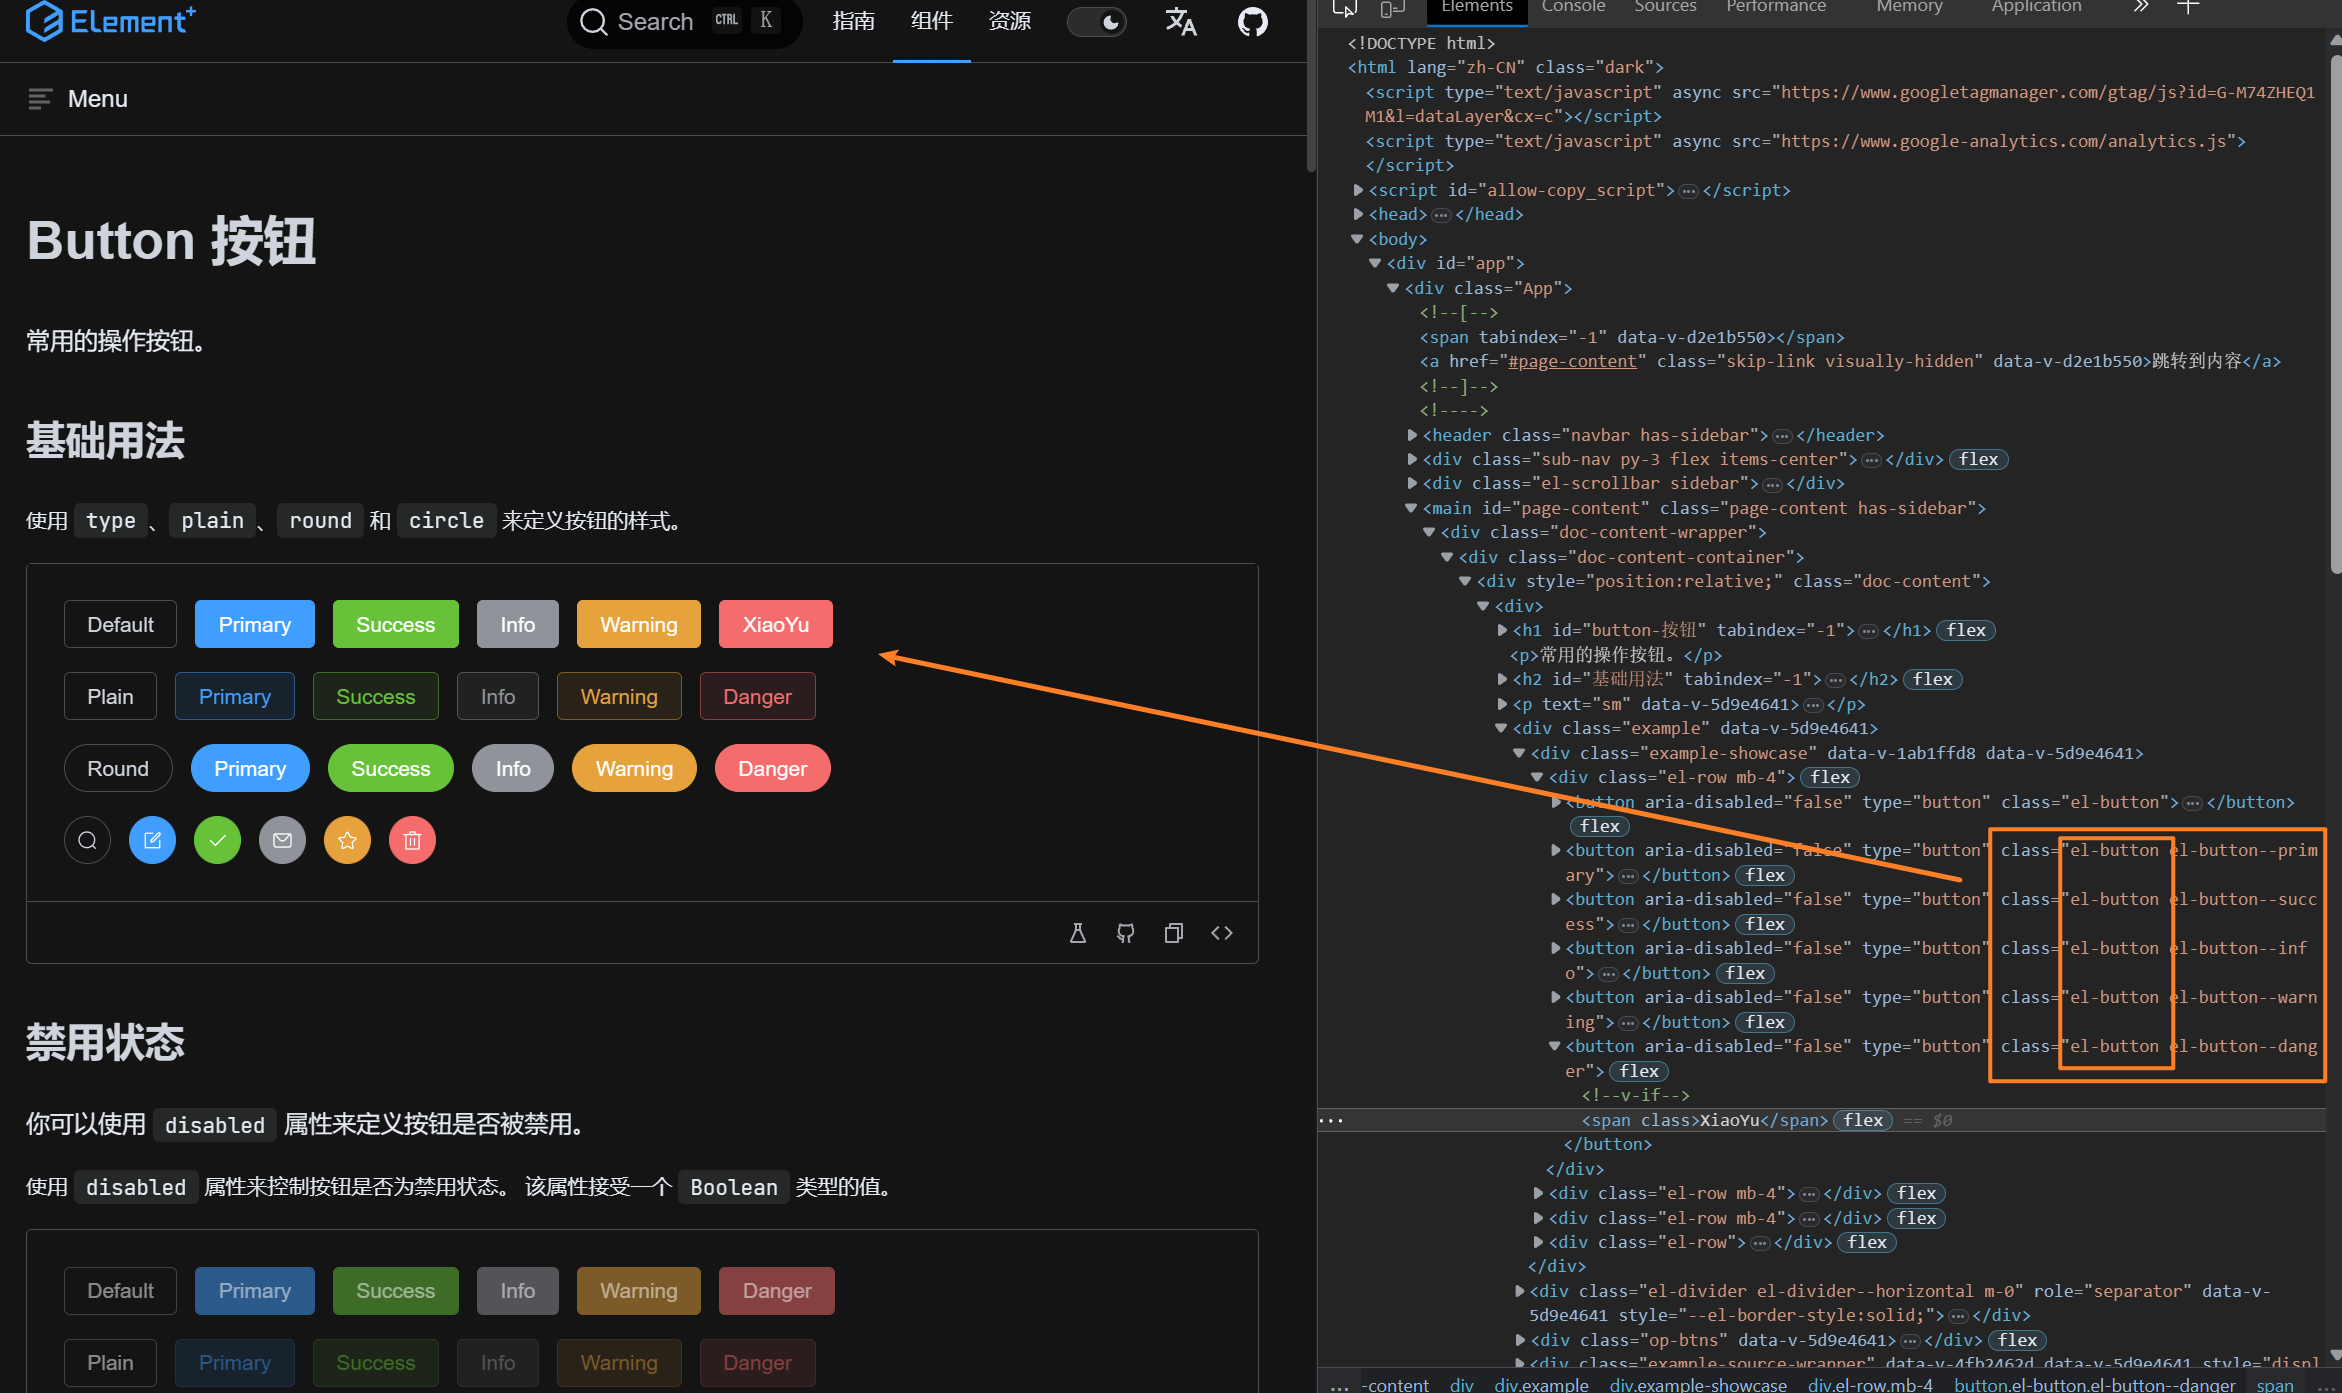 Element+
Search CTRL K
指南
组件
资源
Menu
Button 按钮
常用的操作按钮。
基础用法
使用 type 、 plain 、 round 和 circle 来定义按钮的样式。
Default Primary Success Info Warning XiaoYu
Plain Primary Success Info Warning Danger
Round Primary Success Info Warning Danger
禁用状态
你可以使用 disabled 属性来定义按钮是否被禁用。
使用 disabled 属性来控制按钮是否为禁用状态。 该属性接受一个 Boolean 类型的值。
Default Primary Success Info Warning Danger
Plain Primary Success Info Warning Danger
Elements Console Sources Performance Memory Application
<!DOCTYPE html>
<html lang="zh-CN" class="dark">
<script type="text/javascript" async src="https://www.googletagmanager.com/gtag/js?id=G-M74ZHEQ1
M1&l=dataLayer&cx=c"></script>
<script type="text/javascript" async src="https://www.google-analytics.com/analytics.js">
</script>
<script id="allow-copy_script">…</script>
<head>…</head>
<body>
<div id="app">
<div class="App">
<!--[-->
<span tabindex="-1" data-v-d2e1b550></span>
<a href="#page-content" class="skip-link visually-hidden" data-v-d2e1b550>跳转到内容</a>
<!--]-->
<!---->
<header class="navbar has-sidebar">…</header>
<div class="sub-nav py-3 flex items-center">…</div> flex
<div class="el-scrollbar sidebar">…</div>
<main id="page-content" class="page-content has-sidebar">
<div class="doc-content-wrapper">
<div class="doc-content-container">
<div style="position:relative;" class="doc-content">
<div>
<h1 id="button-按钮" tabindex="-1">…</h1> flex
<p>常用的操作按钮。</p>
<h2 id="基础用法" tabindex="-1">…</h2> flex
<p text="sm" data-v-5d9e4641>…</p>
<div class="example" data-v-5d9e4641>
<div class="example-showcase" data-v-1ab1ffd8 data-v-5d9e4641>
<div class="el-row mb-4"> flex
<button aria-disabled="false" type="button" class="el-button">…</button>
flex
<button aria-disabled="false" type="button" class="el-button el-button--prim
ary">…</button> flex
<button aria-disabled="false" type="button" class="el-button el-button--succ
ess">…</button> flex
<button aria-disabled="false" type="button" class="el-button el-button--inf
o">…</button> flex
<button aria-disabled="false" type="button" class="el-button el-button--warn
ing">…</button> flex
<button aria-disabled="false" type="button" class="el-button el-button--dang
er"> flex
<!--v-if-->
<span class>XiaoYu</span> flex == $0
</button>
</div>
<div class="el-row mb-4">…</div> flex
<div class="el-row mb-4">…</div> flex
<div class="el-row">…</div> flex
</div>
<div class="el-divider el-divider--horizontal m-0" role="separator" data-v-
5d9e4641 style="--el-border-style:solid;">…</div>
<div class="op-btns" data-v-5d9e4641>…</div> flex
<div class="example-source-wrapper" data-v-4fb2462d data-v-5d9e4641 style="displ
… -content div div.example div.example-showcase div.el-row.mb-4 button.el-button.el-button--danger span …